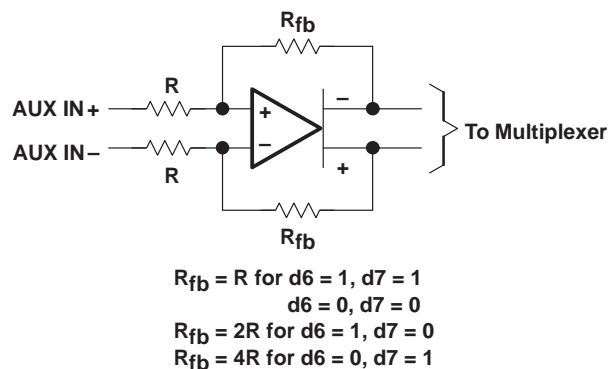 Rfb
R
AUX IN+
+
−
To Multiplexer
AUX IN−
−
+
R
Rfb
Rfb = R for d6 = 1, d7 = 1
d6 = 0, d7 = 0
Rfb = 2R for d6 = 1, d7 = 0
Rfb = 4R for d6 = 0, d7 = 1